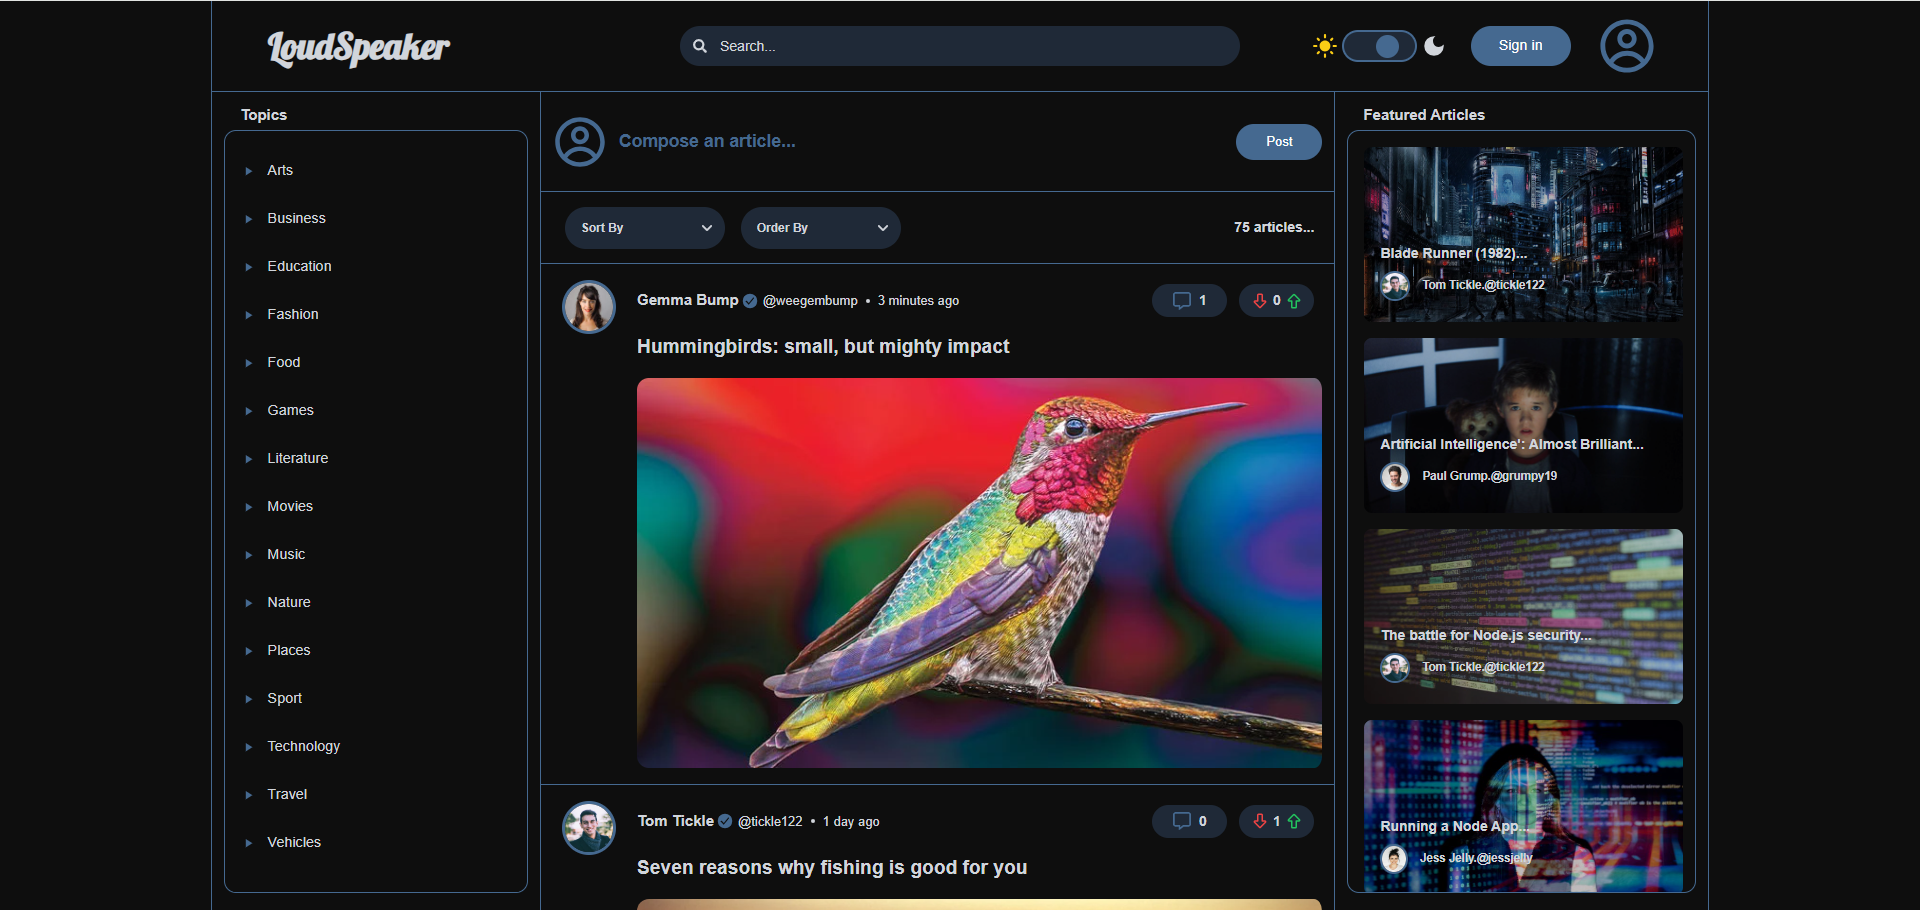 LoudSpeaker
Search...
Sign in
Topics
Arts
Business
Education
Fashion
Food
Games
Literature
Movies
Music
Nature
Places
Sport
Technology
Travel
Vehicles
Compose an article...
Post
Sort By
Order By
75 articles...
Gemma Bump @weegembump • 3 minutes ago
1
0
Hummingbirds: small, but mighty impact
Tom Tickle @tickle122 • 1 day ago
0
1
Seven reasons why fishing is good for you
Featured Articles
Blade Runner (1982)...
Tom Tickle.@tickle122
Artificial Intelligence': Almost Brilliant...
Paul Grump.@grumpy19
The battle for Node.js security...
Tom Tickle.@tickle122
Running a Node App...
Jess Jelly.@jessjelly